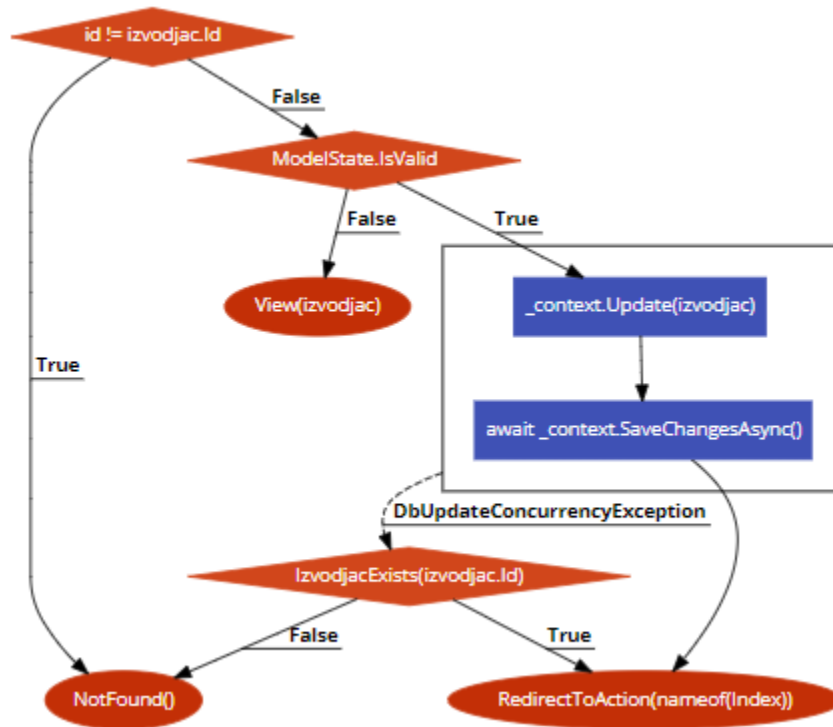 id != izvodjac.Id
False
ModelState.IsValid
False
True
View(izvodjac)
_context.Update(izvodjac)
True
await _context.SaveChangesAsync()
DbUpdateConcurrencyException
IzvodjacExists(izvodjac.Id)
False
True
NotFound()
RedirectToAction(nameof(Index))